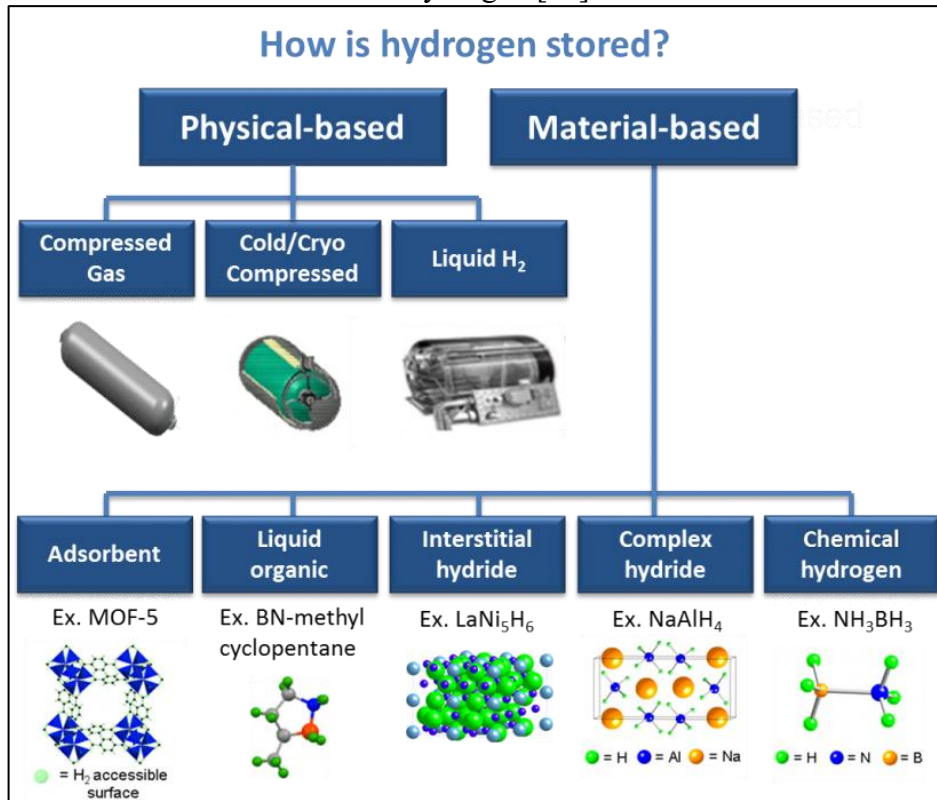 How is hydrogen stored?
Physical-based
Material-based
Compressed
Gas
Cold/Cryo
Compressed
Liquid H₂
Adsorbent
Liquid
organic
Interstitial
hydride
Complex
hydride
Chemical
hydrogen
Ex. MOF-5
Ex. BN-methyl
cyclopentane
Ex. LaNi₅H₆
Ex. NaAlH₄
Ex. NH₃BH₃
= H₂ accessible
surface
= H = Al = Na
= H = N = B